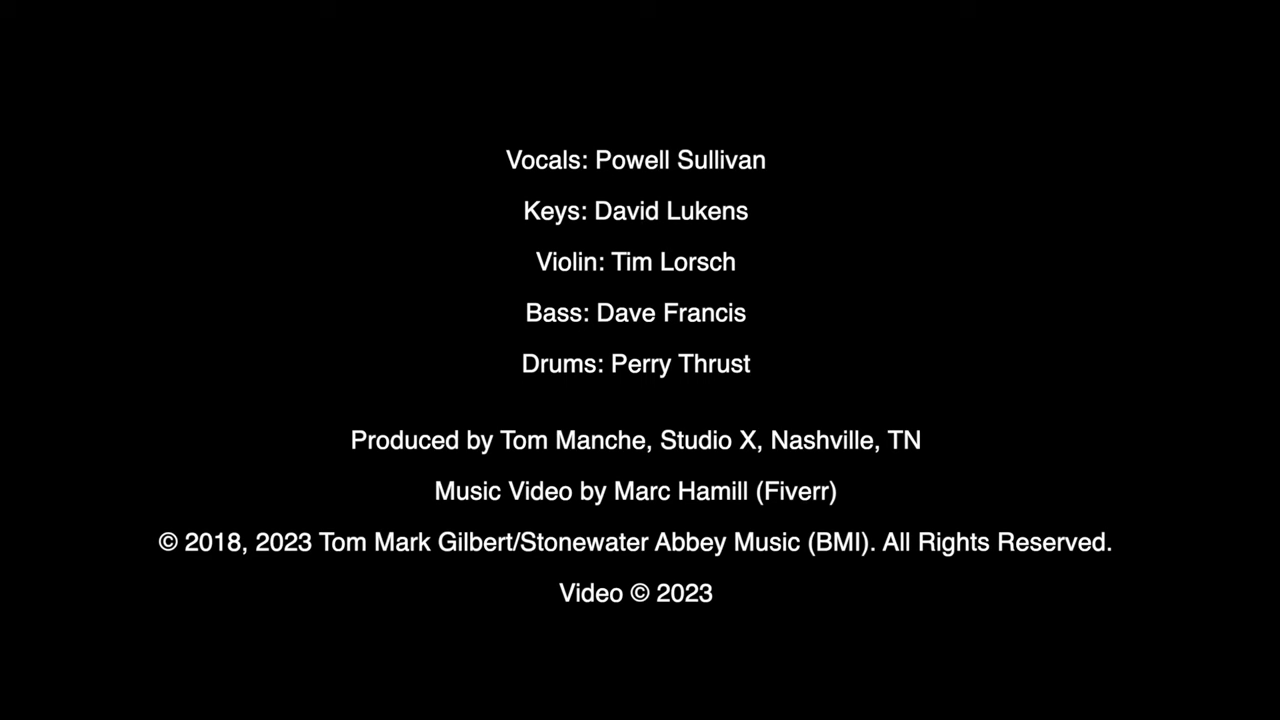 Vocals: Powell Sullivan
Keys: David Lukens
Violin: Tim Lorsch
Bass: Dave Francis
Drums: Perry Thrust
Produced by Tom Manche, Studio X, Nashville, TN
Music Video by Marc Hamill (Fiverr)
© 2018, 2023 Tom Mark Gilbert/Stonewater Abbey Music (BMI). All Rights Reserved.
Video © 2023